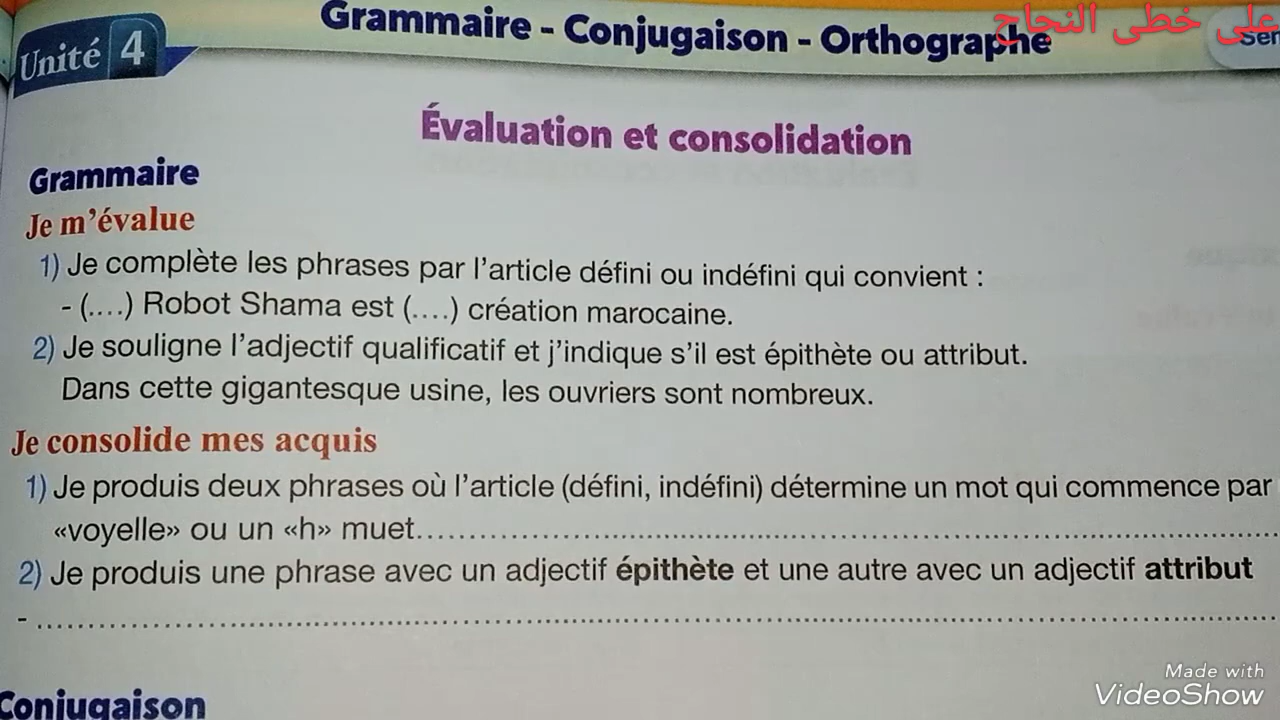 Grammaire - Conjugaison - Orthographe
على خطى النجاح
Unité 4
Évaluation et consolidation
Grammaire
Je m'évalue
1) Je complète les phrases par l'article défini ou indéfini qui convient :
- (....) Robot Shama est (....) création marocaine.
2) Je souligne l'adjectif qualificatif et j'indique s'il est épithète ou attribut.
Dans cette gigantesque usine, les ouvriers sont nombreux.
Je consolide mes acquis
1) Je produis deux phrases où l'article (défini, indéfini) détermine un mot qui commence par
«voyelle» ou un «h» muet..............................
2) Je produis une phrase avec un adjectif épithète et une autre avec un adjectif attribut
- ..............................
Conjugaison
Made with
VideoShow